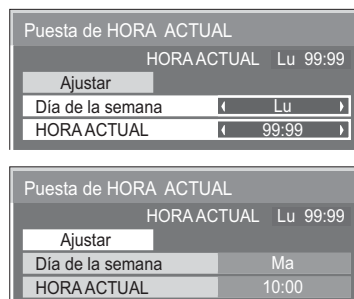 Puesta de HORA ACTUAL
HORA ACTUAL Lu 99:99
Ajustar
Día de la semana Lu
HORA ACTUAL 99:99
Puesta de HORA ACTUAL
HORA ACTUAL Lu 99:99
Ajustar
Día de la semana Ma
HORA ACTUAL 10:00